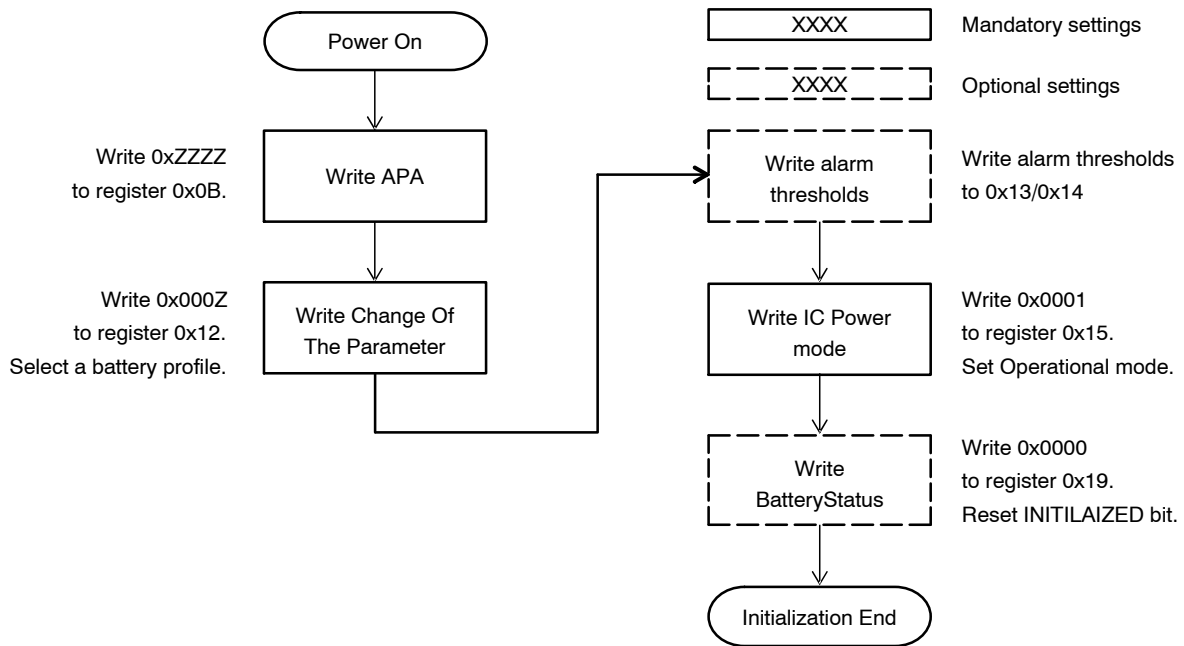 Power On
Write 0xZZZZ
to register 0x0B.
Write APA
Write 0x000Z
to register 0x12.
Select a battery profile.
Write Change Of
The Parameter
XXXX
Mandatory settings
XXXX
Optional settings
Write alarm
thresholds
Write alarm thresholds
to 0x13/0x14
Write IC Power
mode
Write 0x0001
to register 0x15.
Set Operational mode.
Write
BatteryStatus
Write 0x0000
to register 0x19.
Reset INITILAIZED bit.
Initialization End